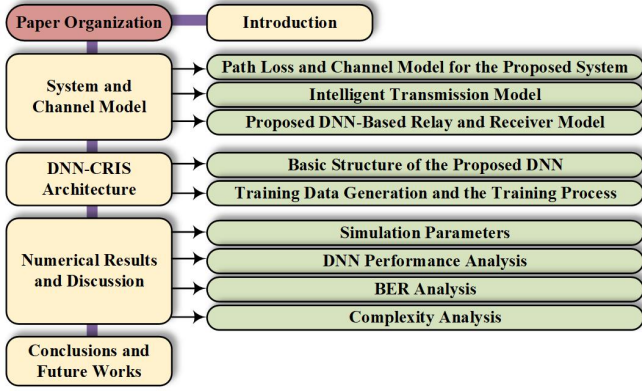 Paper Organization
Introduction
System and
Channel Model
Path Loss and Channel Model for the Proposed System
Intelligent Transmission Model
Proposed DNN-Based Relay and Receiver Model
DNN-CRIS
Architecture
Basic Structure of the Proposed DNN
Training Data Generation and the Training Process
Numerical Results
and Discussion
Simulation Parameters
DNN Performance Analysis
BER Analysis
Complexity Analysis
Conclusions and
Future Works